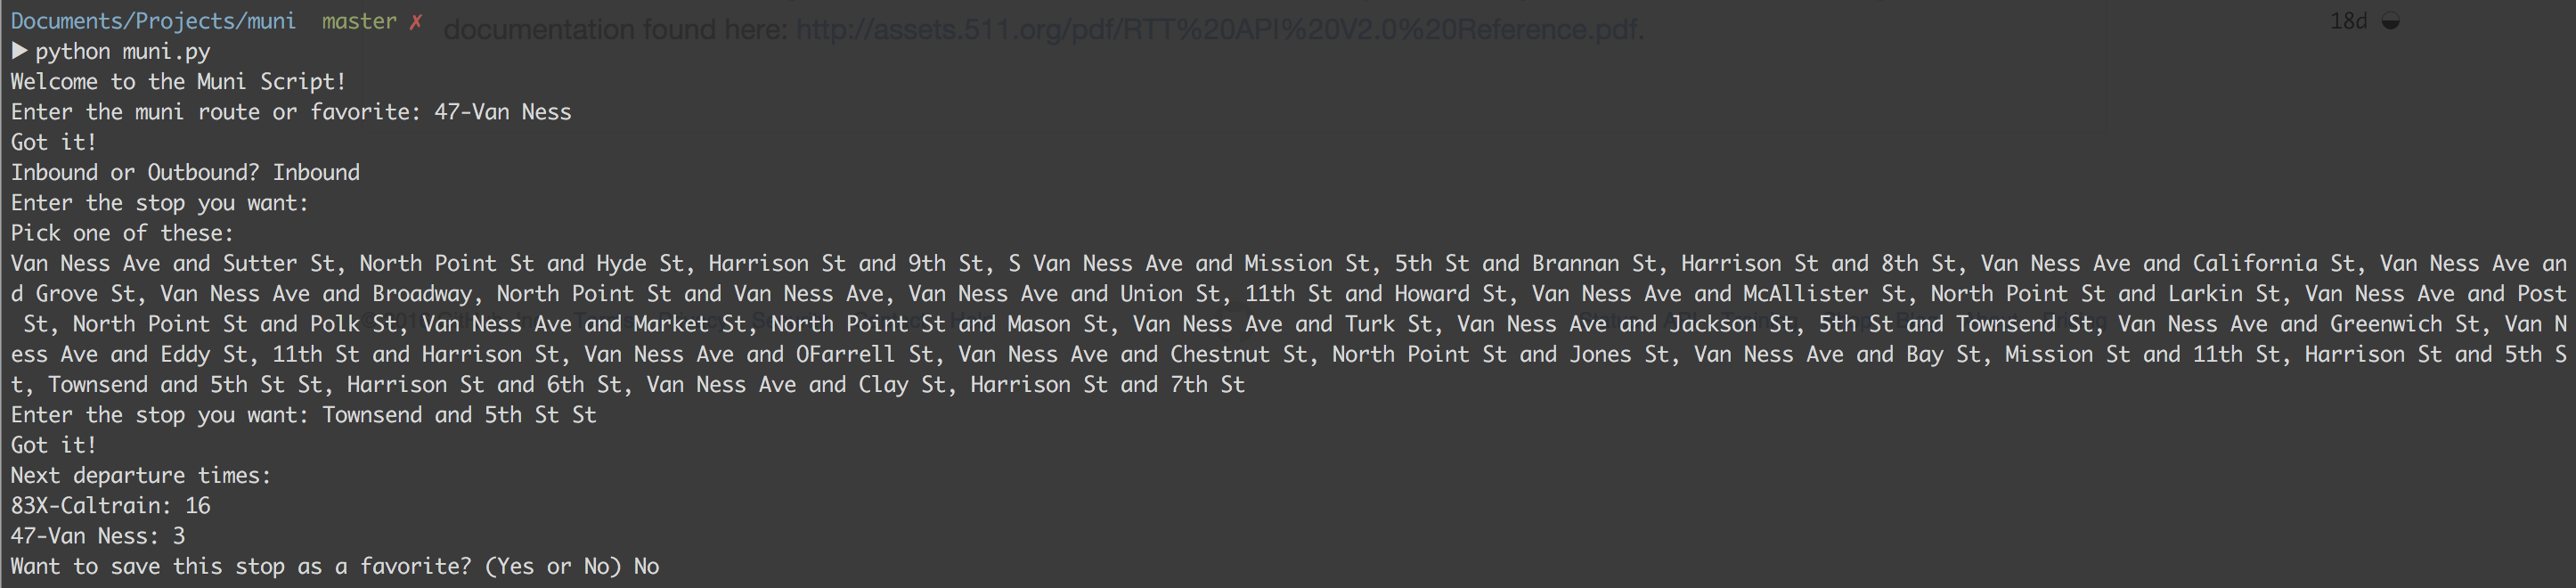 Documents/Projects/muni master ✗
documentation found here: http://assets.511.org/pdf/RTT%20API%20V2.0%20Reference.pdf.
18d
▶ python muni.py
Welcome to the Muni Script!
Enter the muni route or favorite: 47-Van Ness
Got it!
Inbound or Outbound? Inbound
Enter the stop you want:
Pick one of these:
Van Ness Ave and Sutter St, North Point St and Hyde St, Harrison St and 9th St, S Van Ness Ave and Mission St, 5th St and Brannan St, Harrison St and 8th St, Van Ness Ave and California St, Van Ness Ave an
d Grove St, Van Ness Ave and Broadway, North Point St and Van Ness Ave, Van Ness Ave and Union St, 11th St and Howard St, Van Ness Ave and McAllister St, North Point St and Larkin St, Van Ness Ave and Post
St, North Point St and Polk St, Van Ness Ave and Market St, North Point St and Mason St, Van Ness Ave and Turk St, Van Ness Ave and Jackson St, 5th St and Townsend St, Van Ness Ave and Greenwich St, Van N
ess Ave and Eddy St, 11th St and Harrison St, Van Ness Ave and OFarrell St, Van Ness Ave and Chestnut St, North Point St and Jones St, Van Ness Ave and Bay St, Mission St and 11th St, Harrison St and 5th S
t, Townsend and 5th St St, Harrison St and 6th St, Van Ness Ave and Clay St, Harrison St and 7th St
Enter the stop you want: Townsend and 5th St St
Got it!
Next departure times:
83X-Caltrain: 16
47-Van Ness: 3
Want to save this stop as a favorite? (Yes or No) No